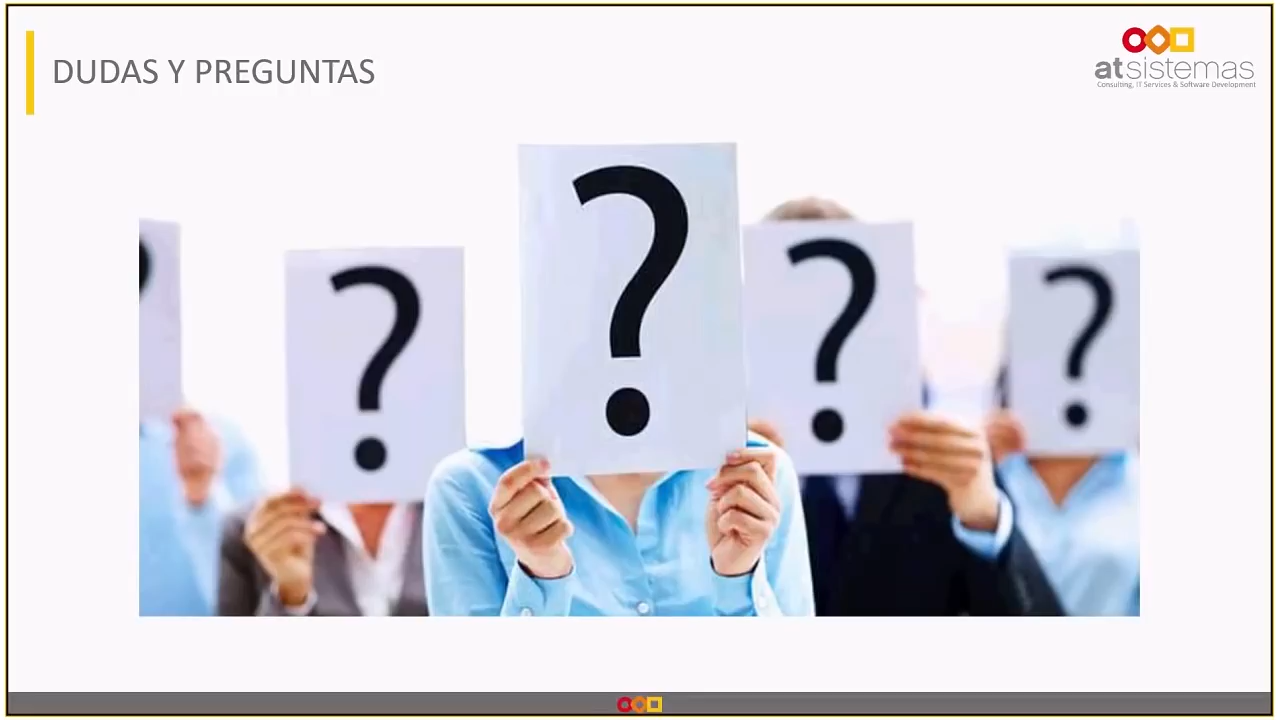 DUDAS Y PREGUNTAS
atsistemas
Consulting, IT Services & Software Development
?
?
?
?
?